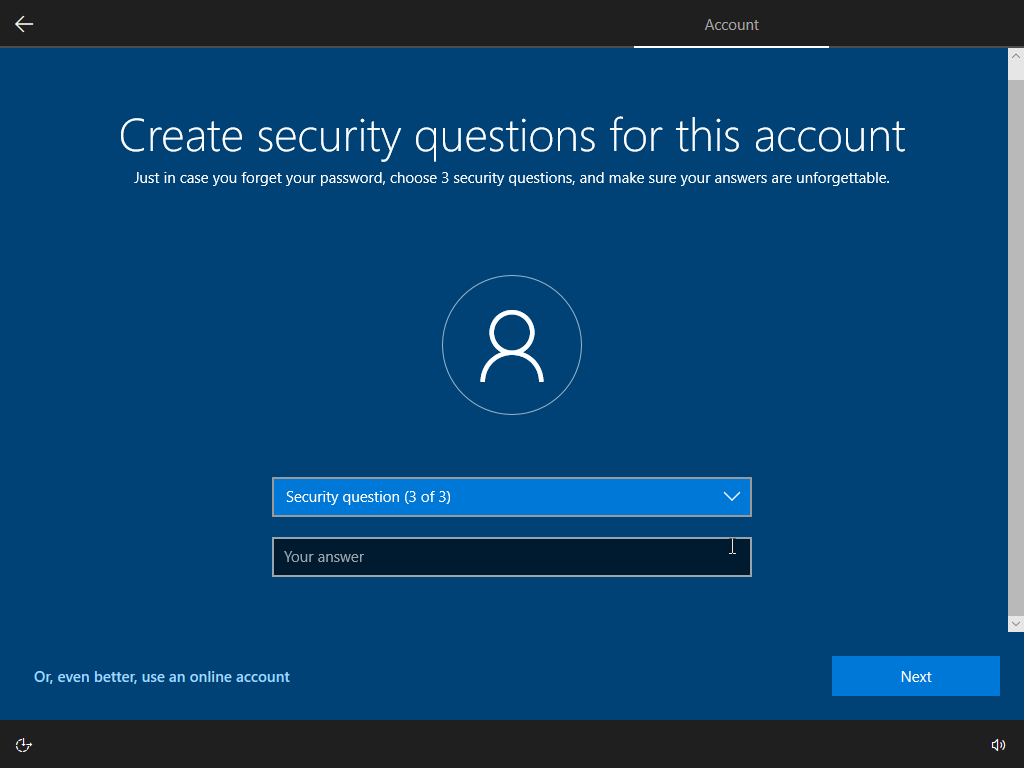 Account
Create security questions for this account
Just in case you forget your password, choose 3 security questions, and make sure your answers are unforgettable.
Security question (3 of 3)
Your answer
Or, even better, use an online account
Next